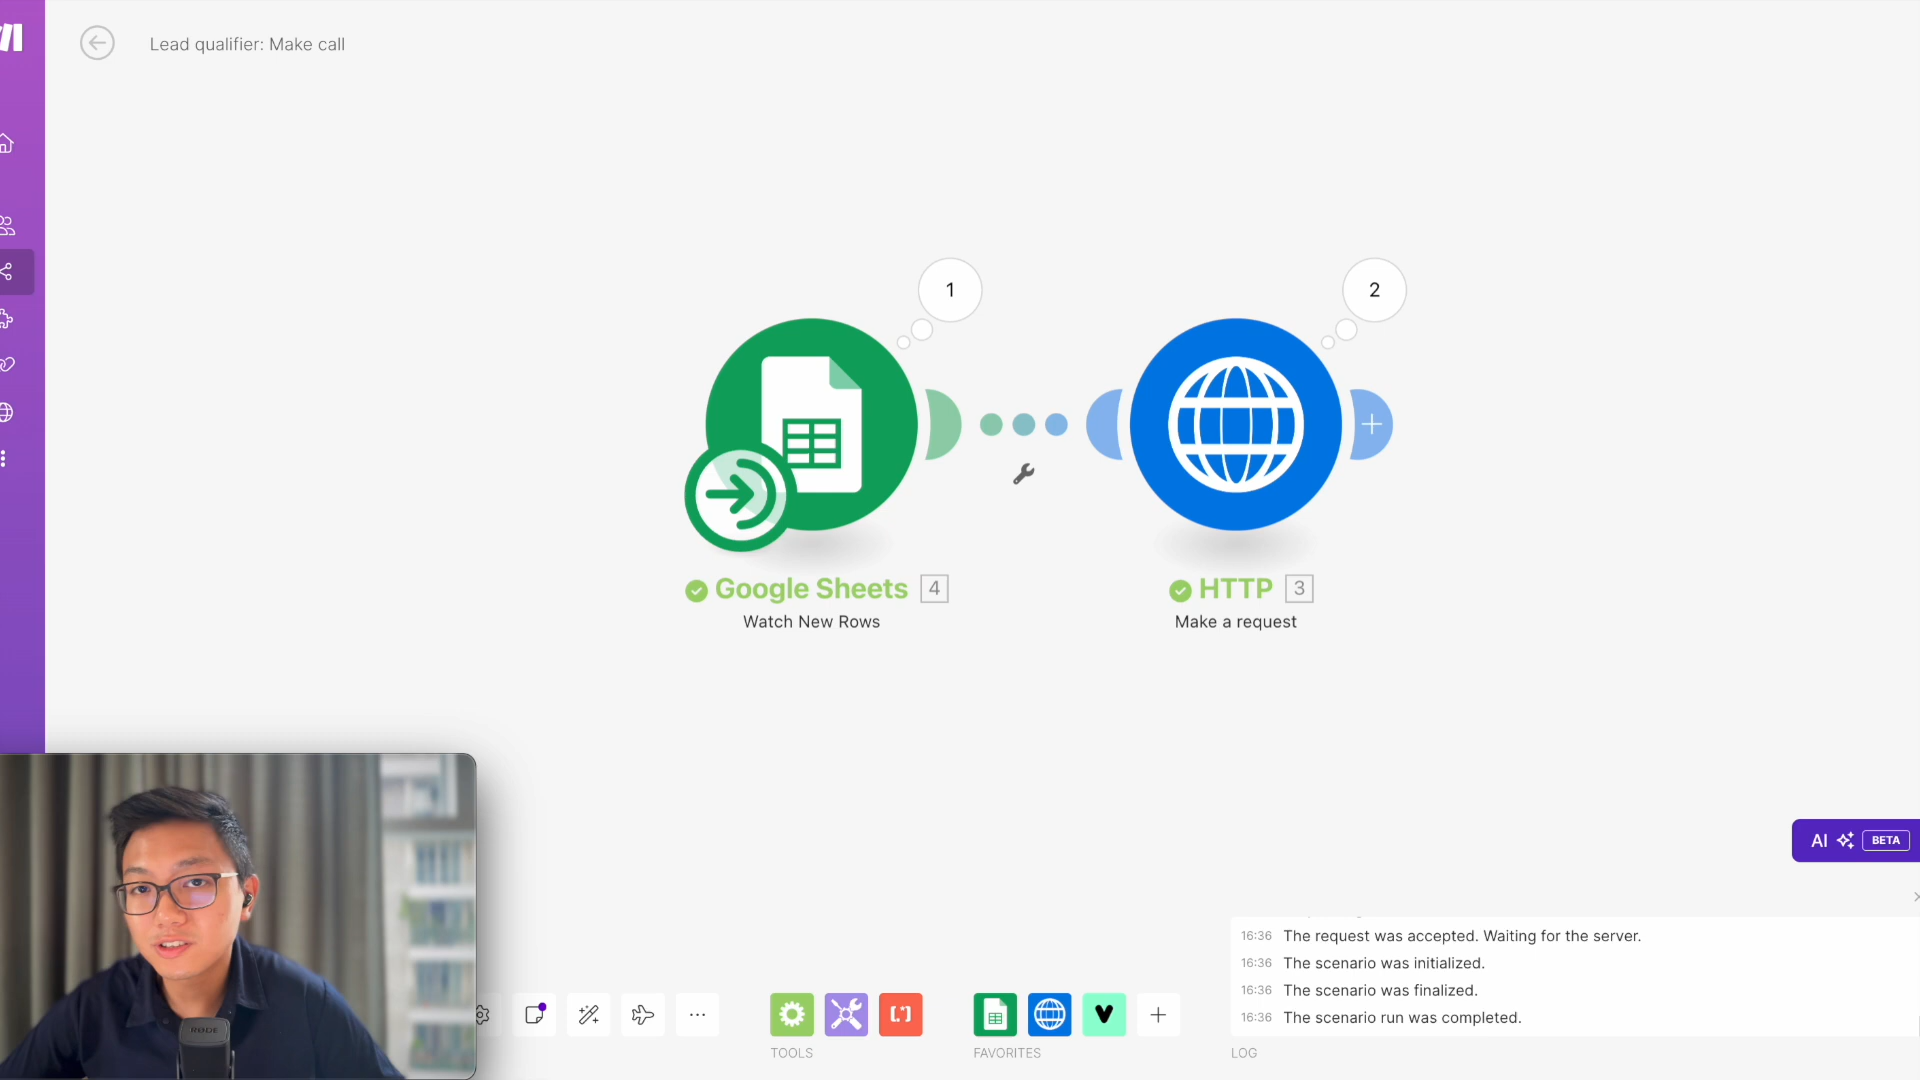 Lead qualifier: Make call
1
2
Google Sheets 4
Watch New Rows
HTTP 3
Make a request
AI BETA
16:36 The request was accepted. Waiting for the server.
16:36 The scenario was initialized.
16:36 The scenario was finalized.
16:36 The scenario run was completed.
TOOLS
FAVORITES
LOG
RØDE